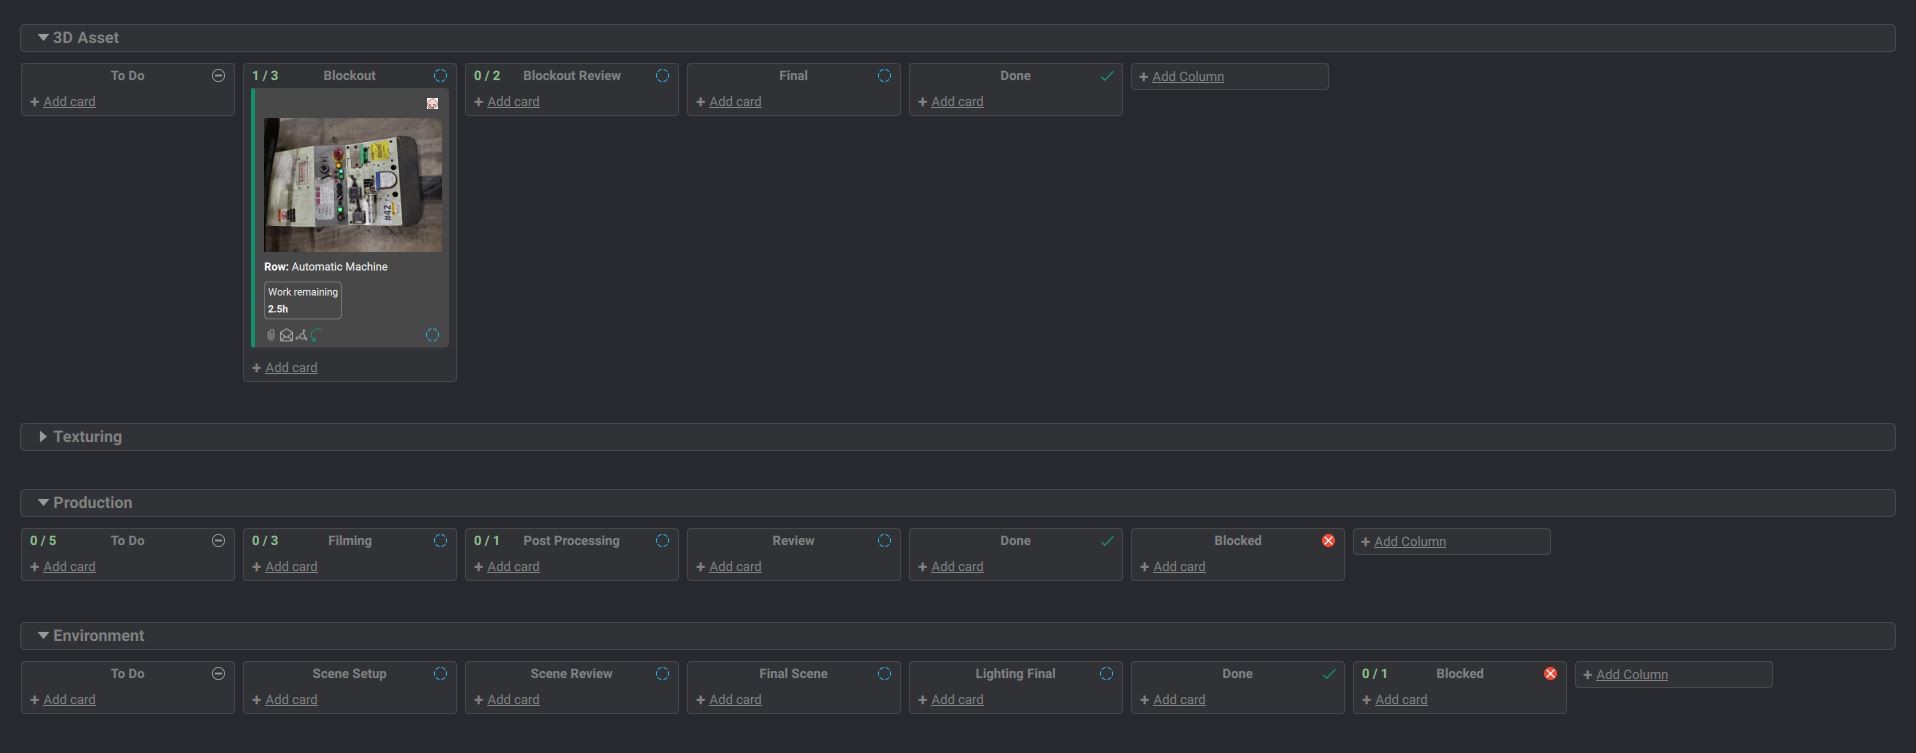 3D Asset
To Do
+ Add card
1 / 3 Blockout
#42
Row: Automatic Machine
Work remaining
2.5h
+ Add card
0 / 2 Blockout Review
+ Add card
Final
+ Add card
Done
+ Add card
+ Add Column
Texturing
Production
0 / 5 To Do
+ Add card
0 / 3 Filming
+ Add card
0 / 1 Post Processing
+ Add card
Review
+ Add card
Done
+ Add card
Blocked
+ Add card
+ Add Column
Environment
To Do
+ Add card
Scene Setup
+ Add card
Scene Review
+ Add card
Final Scene
+ Add card
Lighting Final
+ Add card
Done
+ Add card
0 / 1 Blocked
+ Add card
+ Add Column